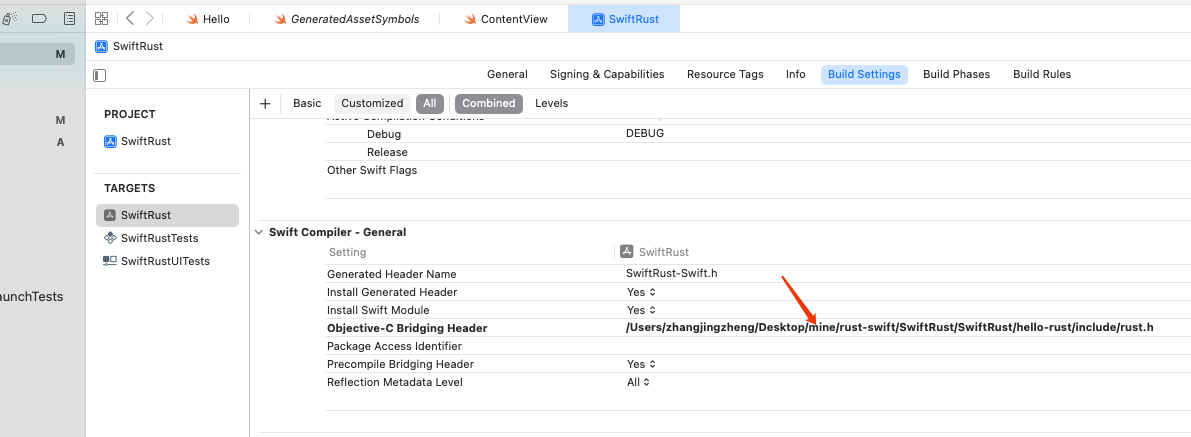 Hello GeneratedAssetSymbols ContentView SwiftRust
M SwiftRust
General Signing & Capabilities Resource Tags Info Build Settings Build Phases Build Rules
Basic Customized All Combined Levels
PROJECT
M
SwiftRust
A
TARGETS
SwiftRust
SwiftRustTests
SwiftRustUITests
aunchTests
Debug DEBUG
Release
Other Swift Flags
Swift Compiler - General
Setting SwiftRust
Generated Header Name SwiftRust-Swift.h
Install Generated Header Yes
Install Swift Module Yes
Objective-C Bridging Header /Users/zhangjingzheng/Desktop/mine/rust-swift/SwiftRust/SwiftRust/hello-rust/include/rust.h
Package Access Identifier
Precompile Bridging Header Yes
Reflection Metadata Level All